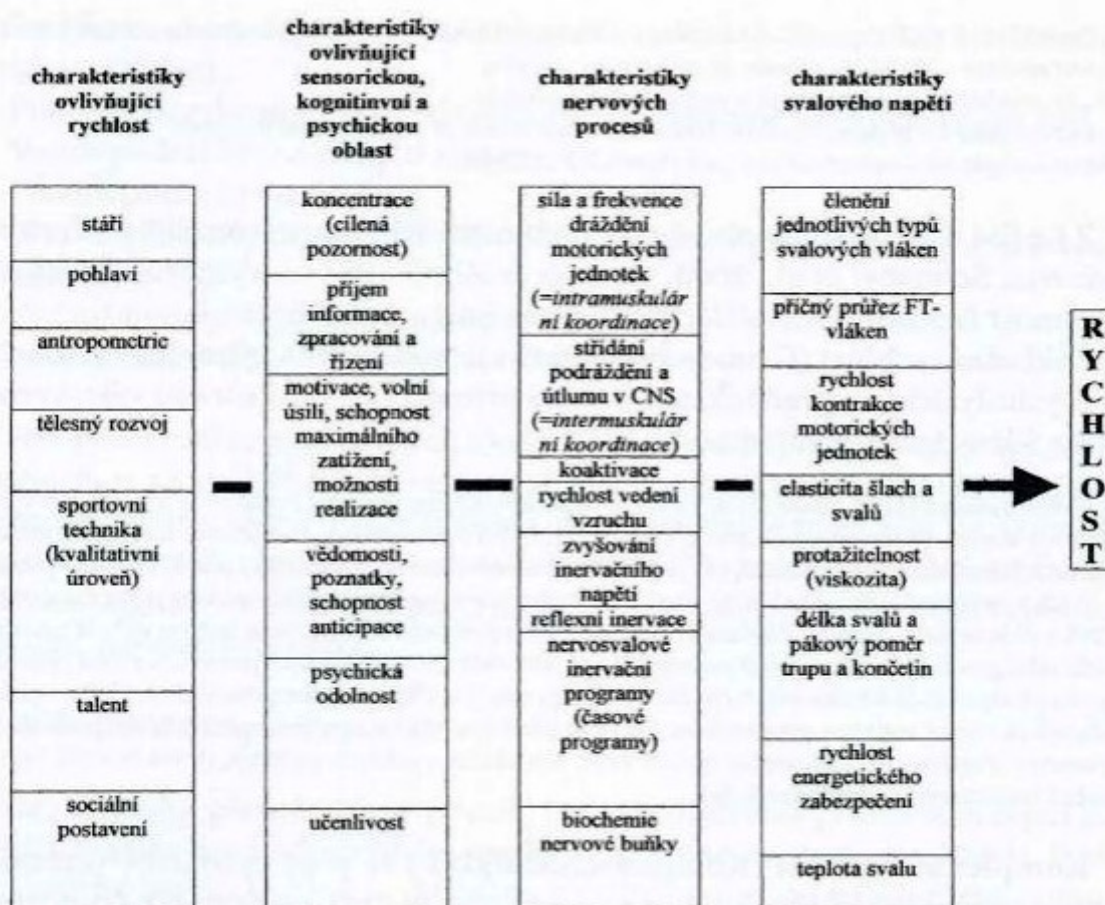 charakteristiky
ovlivňující
rychlost
stáří
pohlaví
antropometrie
tělesný rozvoj
sportovní
technika
(kvalitativní
úroveň)
talent
sociální
postavení
charakteristiky
ovlivňující
sensorickou,
kognitinvní a
psychickou
oblast
koncentrace
(cílená
pozornost)
příjem
informace,
zpracování a
řízení
motivace, volní
úsilí, schopnost
maximálního
zatížení,
možnosti
realizace
vědomosti,
poznatky,
schopnost
anticipace
psychická
odolnost
učenlivost
charakteristiky
nervových
procesů
síla a frekvence
dráždění
motorických
jednotek
(=intramuskulár
ní koordinace)
střídání
podráždění a
útlumu v CNS
(=intermuskulár
ní koordinace)
koaktivace
rychlost vedení
vzruchu
zvyšování
inervačního
napětí
reflexní inervace
nervosvalové
inervační
programy
(časové
programy)
biochemie
nervové buňky
charakteristiky
svalového napětí
členění
jednotlivých typů
svalových vláken
příčný průřez FT-
vláken
rychlost
kontrakce
motorických
jednotek
elasticita šlach a
svalů
protažitelnost
(viskozita)
délka svalů a
pákový poměr
trupu a končetin
rychlost
energetického
zabezpečení
teplota svalu
RYCHLOST